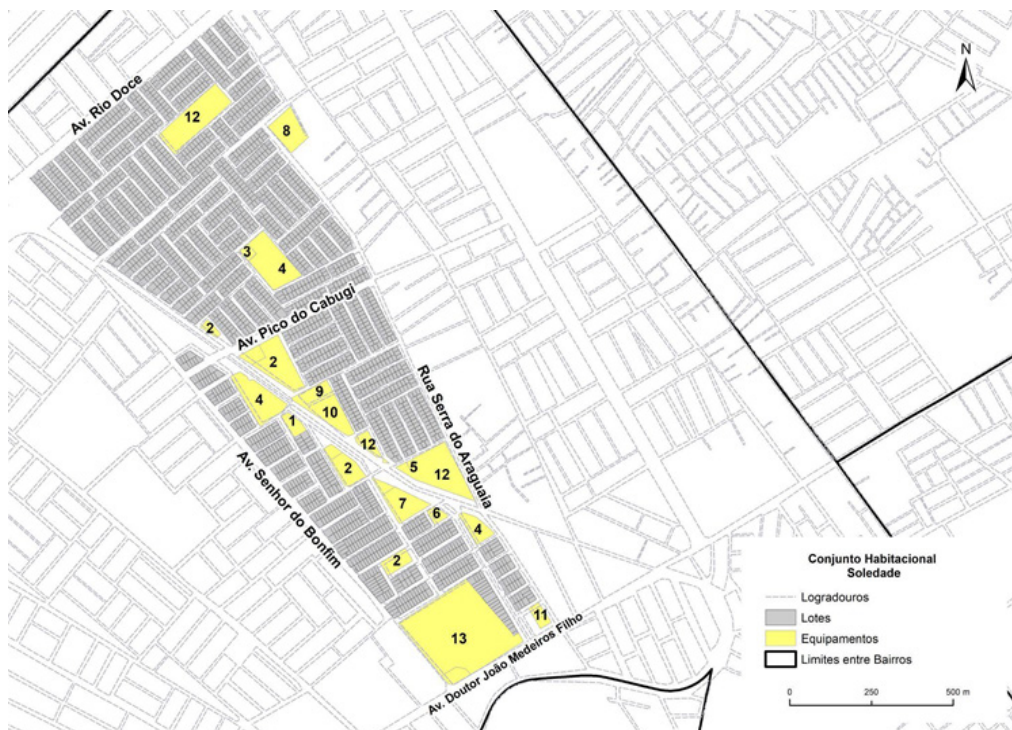 N
Av. Rio Doce
12
8
3
4
Av. Pico do Cabugi
2
2
4
9
10
1
12
Rua Serra do Araguaia
5
12
2
Av. Senhor do Bonfim
7
6
4
2
11
13
Av. Doutor João Medeiros Filho
Conjunto Habitacional
Soledade
Logradouros
Lotes
Equipamentos
Limites entre Bairros
0 250 500 m